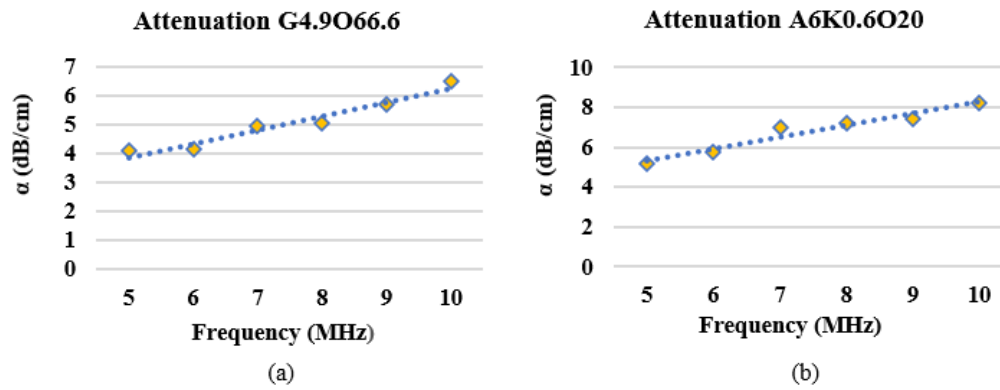 Attenuation G4.9O66.6
7
6
5
4
3
2
1
0
α (dB/cm)
5 6 7 8 9 10
Frequency (MHz)
(a)
Attenuation A6K0.6O20
10
8
6
4
2
0
α (dB/cm)
5 6 7 8 9 10
Frequency (MHz)
(b)